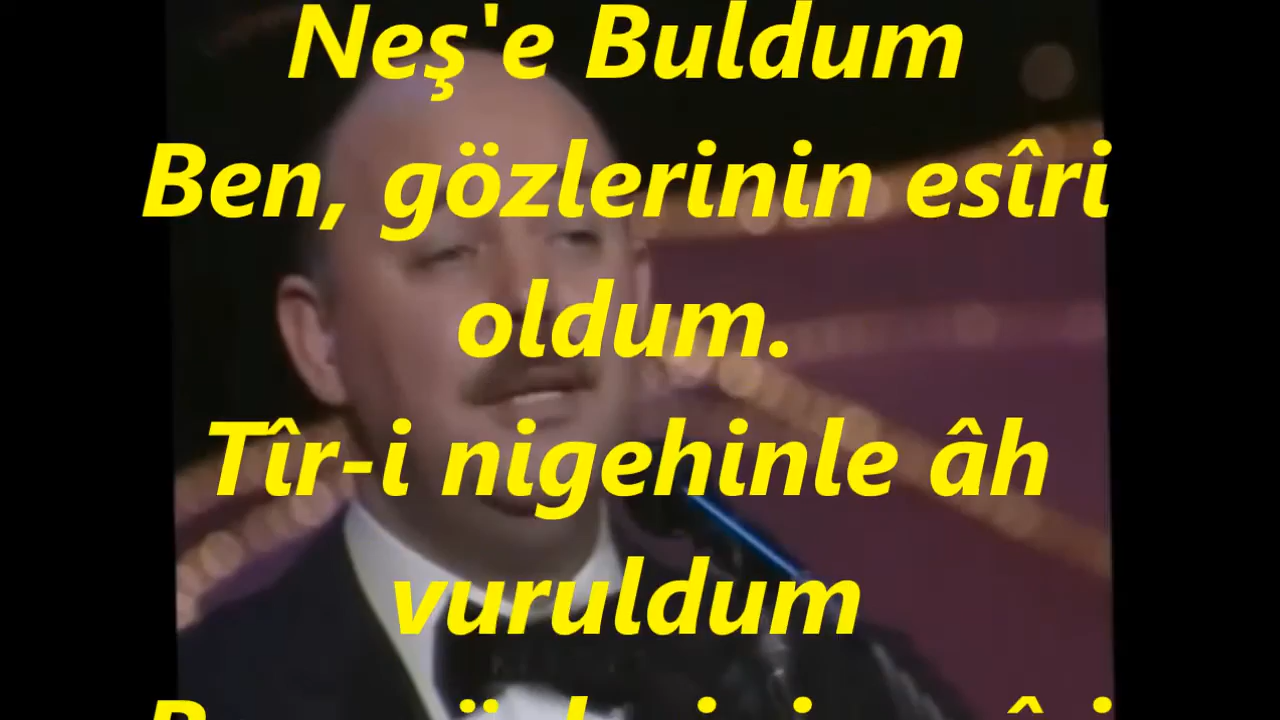 Neş'e Buldum
Ben, gözlerinin esîri
oldum.
Tîr-i nigehinle âh
vuruldum